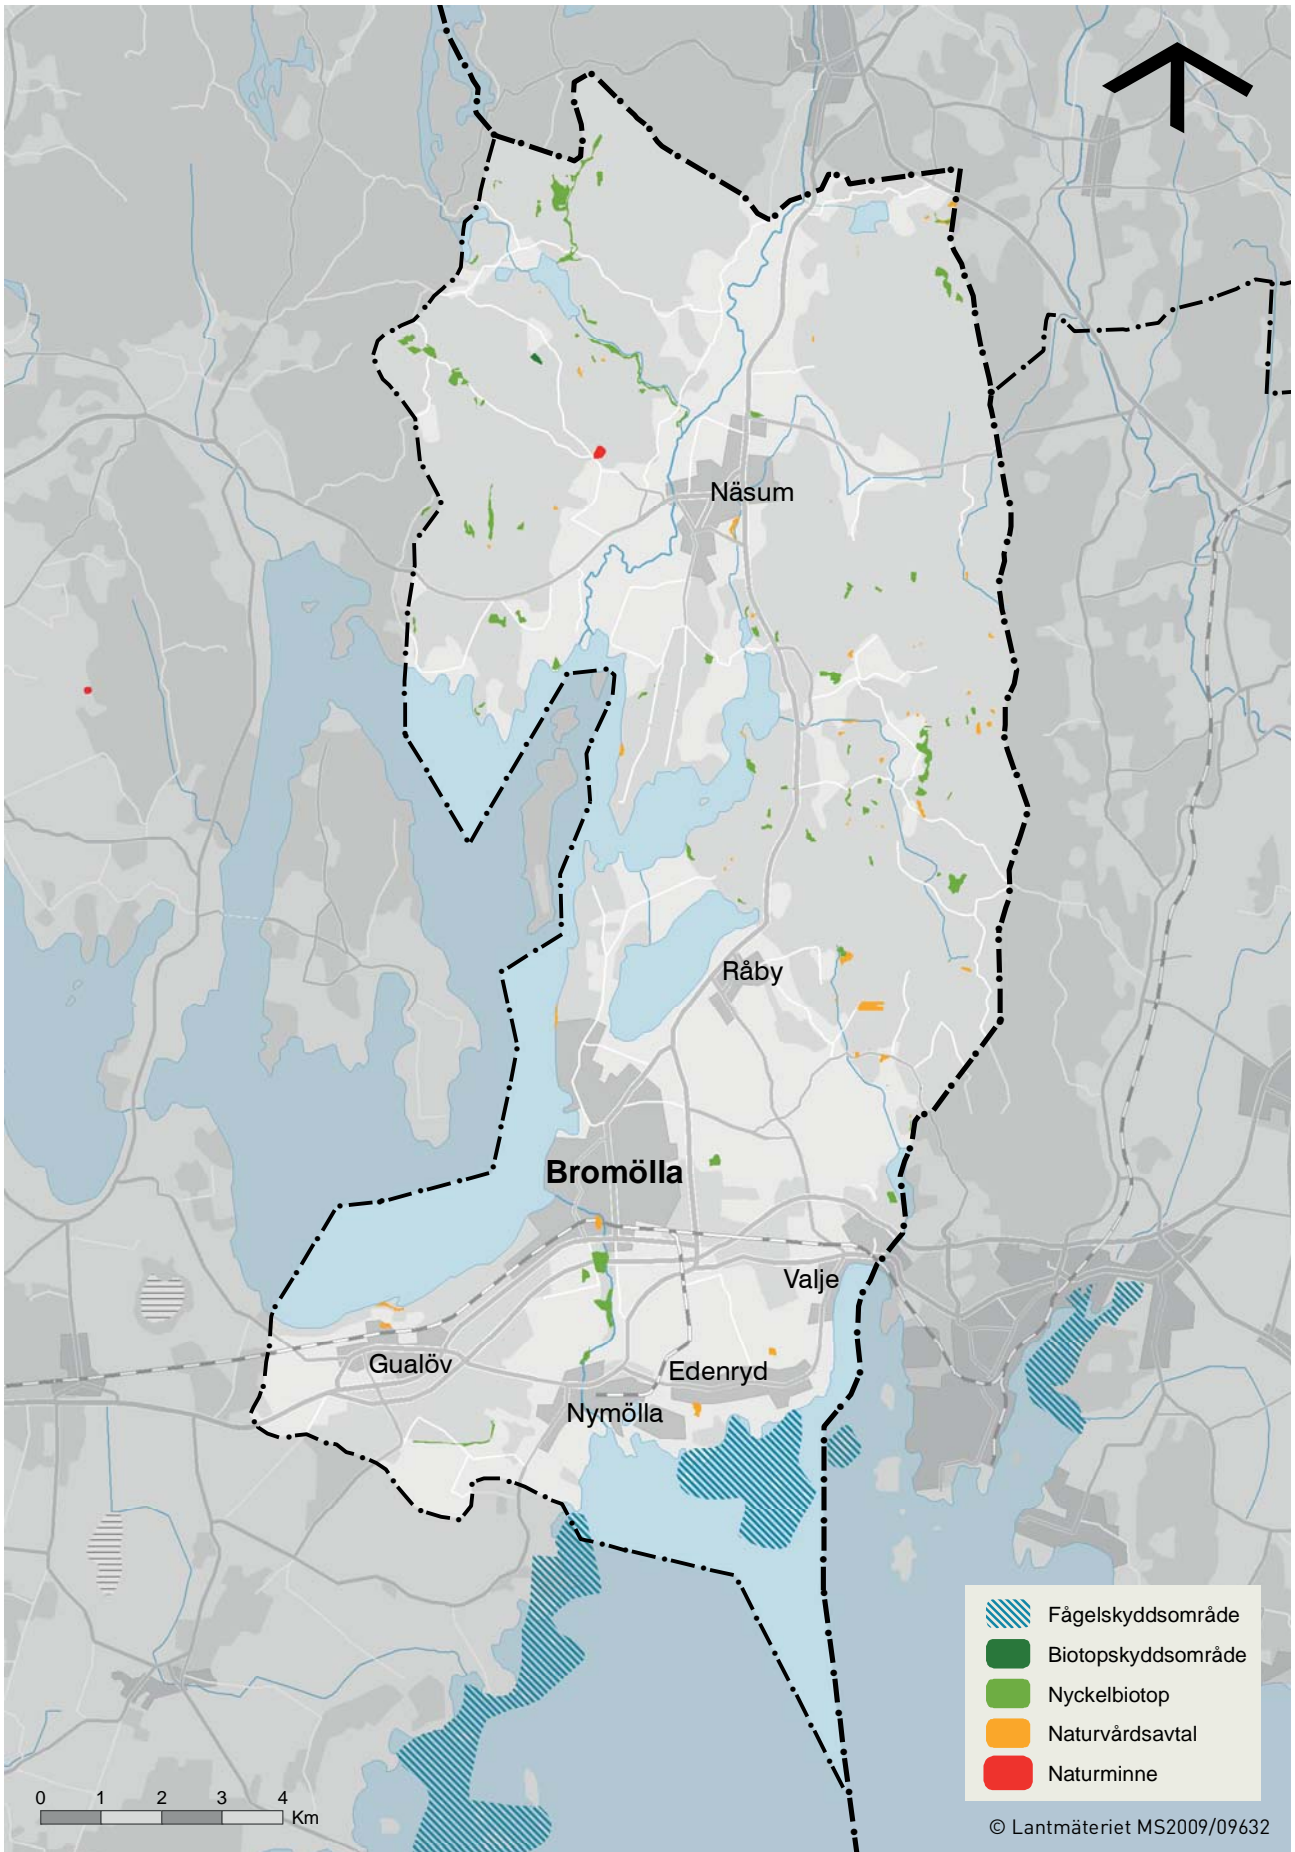 Näsum
Råby
Bromölla
Valje
Gualöv
Edenryd
Nymölla
Fågelskyddsområde
Biotopskyddsområde
Nyckelbiotop
Naturvårdsavtal
Naturminne
0 1 2 3 4
Km
© Lantmäteriet MS2009/09632